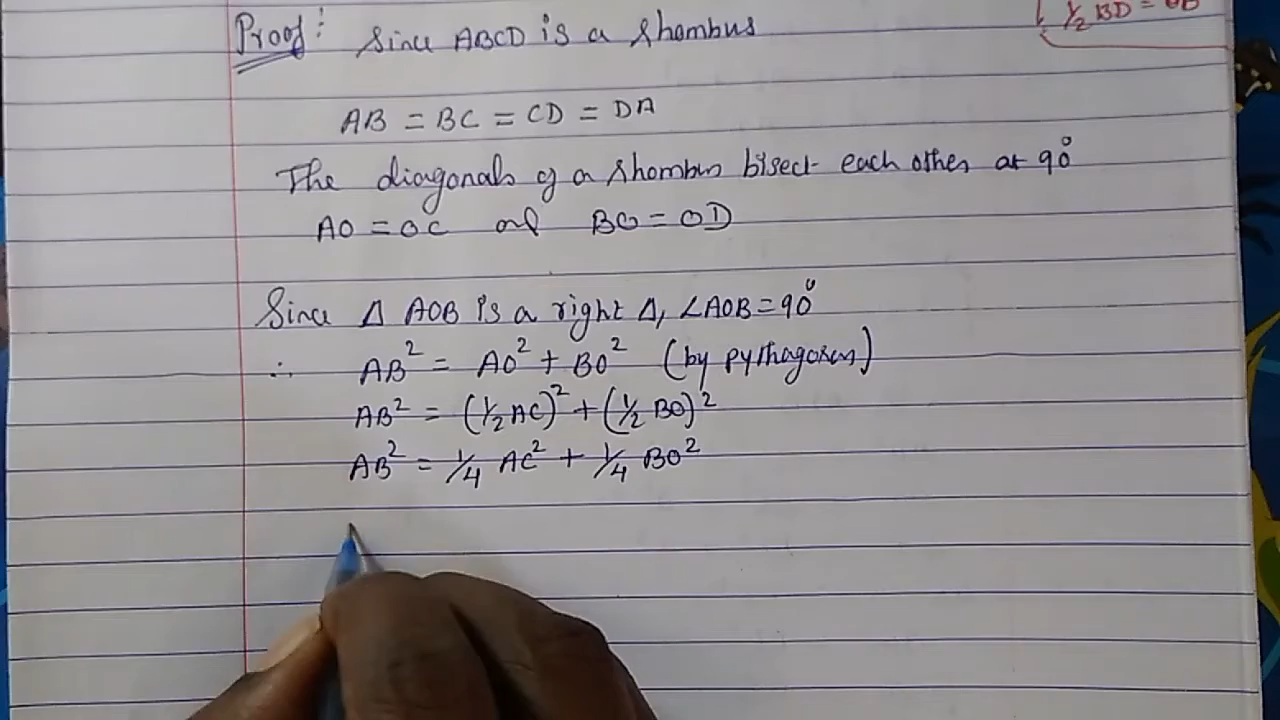 ½ BD = OB
Proof: Since ABCD is a rhombus
AB = BC = CD = DA
The diagonals of a rhombus bisect each other at 90°
AO = OC and BO = OD
Since Δ AOB is a right Δ, ∠AOB = 90°
∴ AB² = AO² + BO² (by pythagoras)
AB² = (½ AC)² + (½ BO)²
AB² = ¼ AC² + ¼ BO²